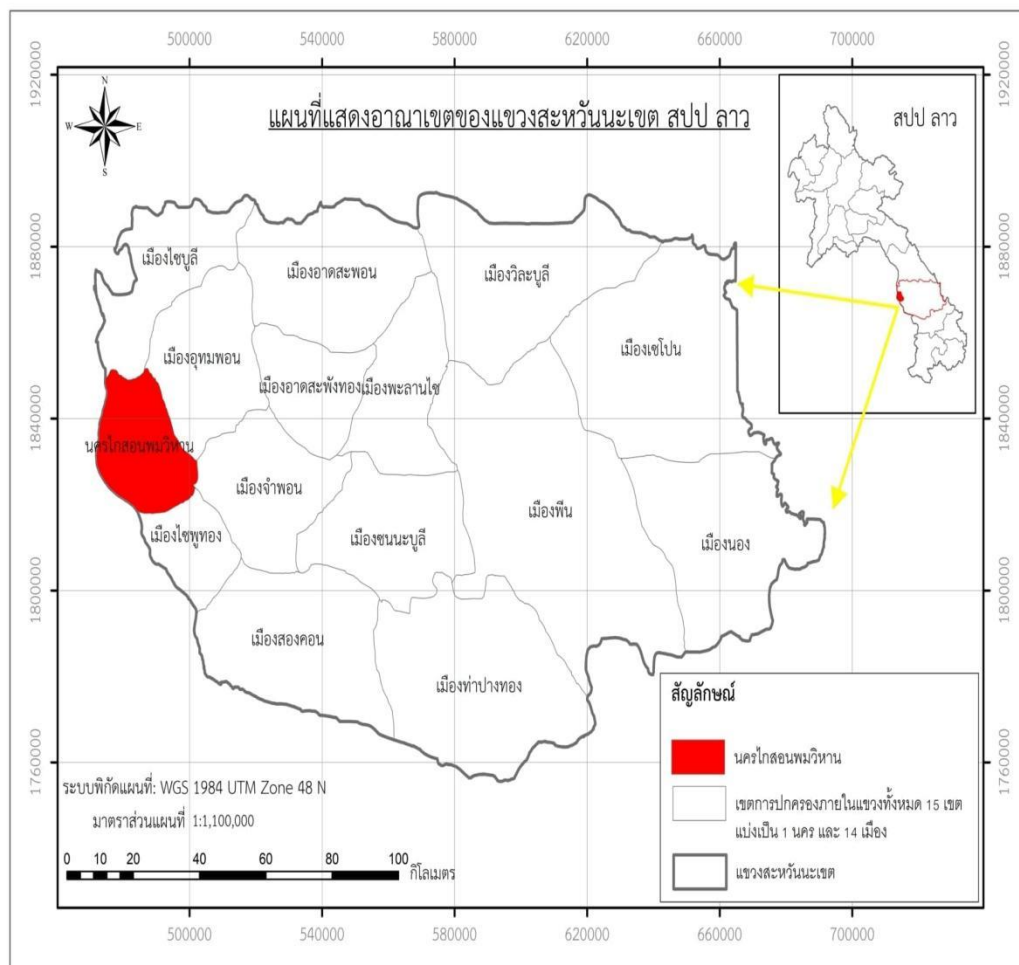 500000 540000 580000 620000 660000 700000
1920000 1920000
แผนที่แสดงอาณาเขตของแขวงสะหวันนะเขต สปป ลาว
N
W E
S
สปป ลาว
1880000 1880000
เมืองไซบูลี
เมืองอาดสะพอน
เมืองวิละบูลี
เมืองเซโปน
เมืองอุทมพอน
เมืองอาดสะพังทอง
เมืองพะลานไซ
1840000 1840000
นครไกสอนพมวิหาน
เมืองจำพอน
เมืองไซพูทอง
เมืองซนนะบูลี
เมืองพีน
เมืองนอง
1800000 1800000
เมืองสองคอน
เมืองท่าปางทอง
1760000 1760000
สัญลักษณ์
นครไกสอนพมวิหาน
เขตการปกครองภายในแขวงทั้งหมด 15 เขต
แบ่งเป็น 1 นคร และ 14 เมือง
แขวงสะหวันนะเขต
ระบบพิกัดแผนที่: WGS 1984 UTM Zone 48 N
มาตราส่วนแผนที่ 1:1,100,000
0 10 20 40 60 80 100
กิโลเมตร
500000 540000 580000 620000 660000 700000